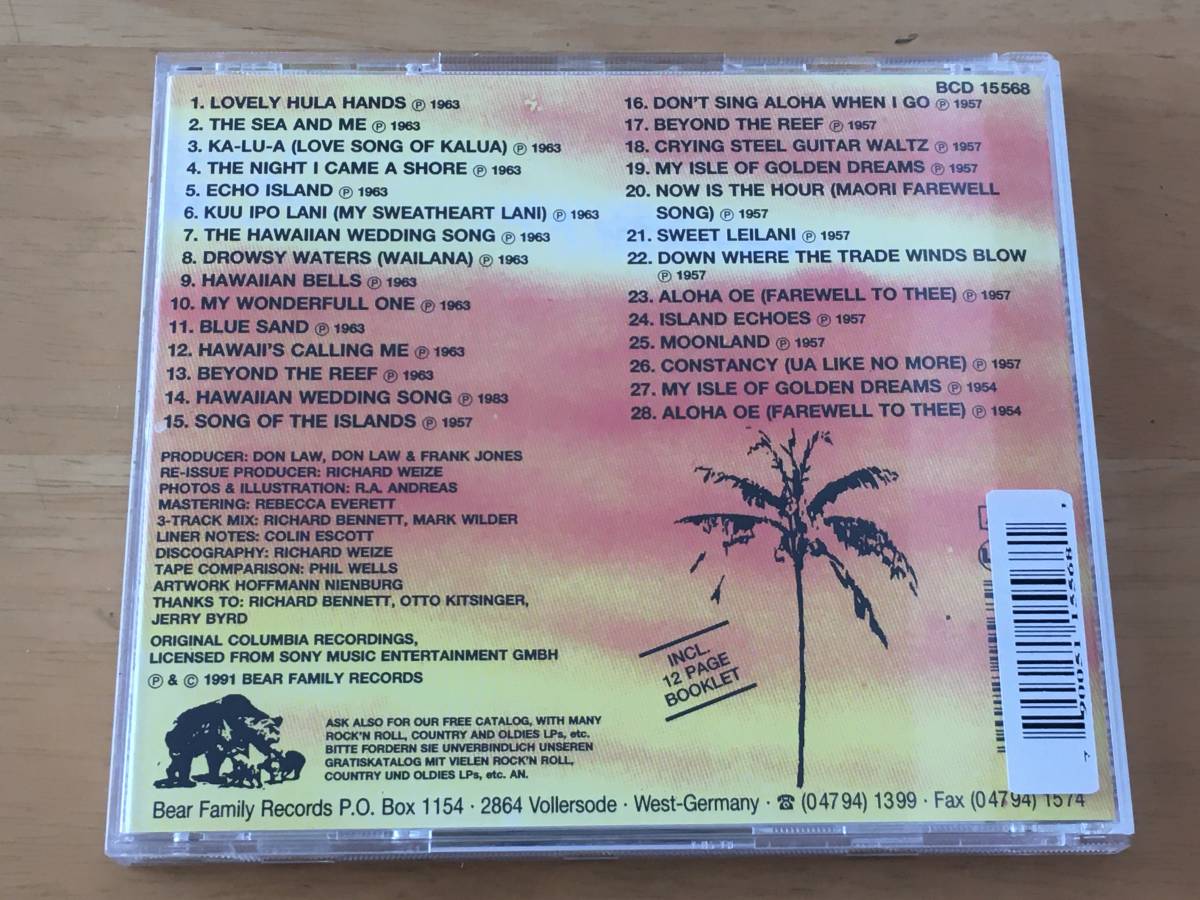 BCD 15568
1. LOVELY HULA HANDS ℗ 1963
2. THE SEA AND ME ℗ 1963
3. KA-LU-A (LOVE SONG OF KALUA) ℗ 1963
4. THE NIGHT I CAME A SHORE ℗ 1963
5. ECHO ISLAND ℗ 1963
6. KUU IPO LANI (MY SWEATHEART LANI) ℗ 1963
7. THE HAWAIIAN WEDDING SONG ℗ 1963
8. DROWSY WATERS (WAILANA) ℗ 1963
9. HAWAIIAN BELLS ℗ 1963
10. MY WONDERFULL ONE ℗ 1963
11. BLUE SAND ℗ 1963
12. HAWAII'S CALLING ME ℗ 1963
13. BEYOND THE REEF ℗ 1963
14. HAWAIIAN WEDDING SONG ℗ 1983
15. SONG OF THE ISLANDS ℗ 1957
16. DON'T SING ALOHA WHEN I GO ℗ 1957
17. BEYOND THE REEF ℗ 1957
18. CRYING STEEL GUITAR WALTZ ℗ 1957
19. MY ISLE OF GOLDEN DREAMS ℗ 1957
20. NOW IS THE HOUR (MAORI FAREWELL
SONG) ℗ 1957
21. SWEET LEILANI ℗ 1957
22. DOWN WHERE THE TRADE WINDS BLOW
℗ 1957
23. ALOHA OE (FAREWELL TO THEE) ℗ 1957
24. ISLAND ECHOES ℗ 1957
25. MOONLAND ℗ 1957
26. CONSTANCY (UA LIKE NO MORE) ℗ 1957
27. MY ISLE OF GOLDEN DREAMS ℗ 1954
28. ALOHA OE (FAREWELL TO THEE) ℗ 1954
PRODUCER: DON LAW, DON LAW & FRANK JONES
RE-ISSUE PRODUCER: RICHARD WEIZE
PHOTOS & ILLUSTRATION: R.A. ANDREAS
MASTERING: REBECCA EVERETT
3-TRACK MIX: RICHARD BENNETT, MARK WILDER
LINER NOTES: COLIN ESCOTT
DISCOGRAPHY: RICHARD WEIZE
TAPE COMPARISON: PHIL WELLS
ARTWORK HOFFMANN NIENBURG
THANKS TO: RICHARD BENNETT, OTTO KITSINGER,
JERRY BYRD
ORIGINAL COLUMBIA RECORDINGS,
LICENSED FROM SONY MUSIC ENTERTAINMENT GMBH
℗ & © 1991 BEAR FAMILY RECORDS
INCL.
12 PAGE
BOOKLET
ASK ALSO FOR OUR FREE CATALOG, WITH MANY
ROCK'N ROLL, COUNTRY AND OLDIES LPs, etc.
BITTE FORDERN SIE UNVERBINDLICH UNSEREN
GRATISKATALOG MIT VIELEN ROCK'N ROLL,
COUNTRY UND OLDIES LPs, etc. AN.
Bear Family Records P.O. Box 1154 · 2864 Vollersode · West-Germany · ☎ (04794) 1399 · Fax (04794) 1574